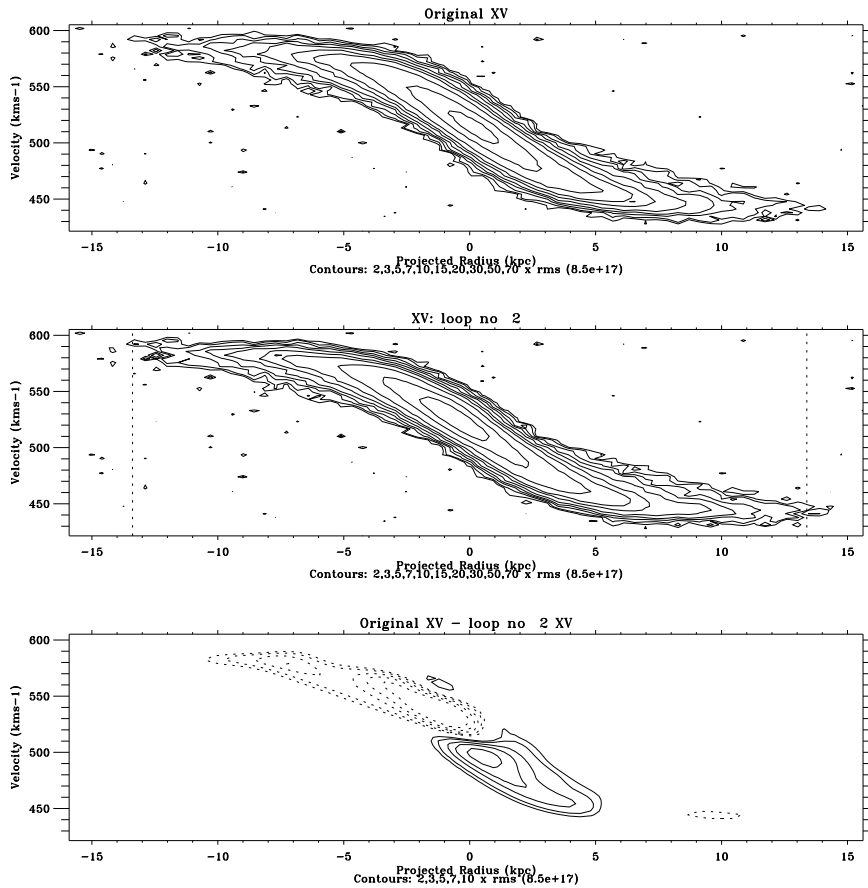 Original XV
600
550
500
450
Velocity (kms−1)
−15 −10 −5 0 5 10 15
Projected Radius (kpc)
Contours: 2,3,5,7,10,15,20,30,50,70 x rms (8.5e+17)
XV: loop no 2
600
550
500
450
Velocity (kms−1)
−15 −10 −5 0 5 10 15
Projected Radius (kpc)
Contours: 2,3,5,7,10,15,20,30,50,70 x rms (8.5e+17)
Original XV − loop no 2 XV
600
550
500
450
Velocity (kms−1)
−15 −10 −5 0 5 10 15
Projected Radius (kpc)
Contours: 2,3,5,7,10 x rms (8.5e+17)